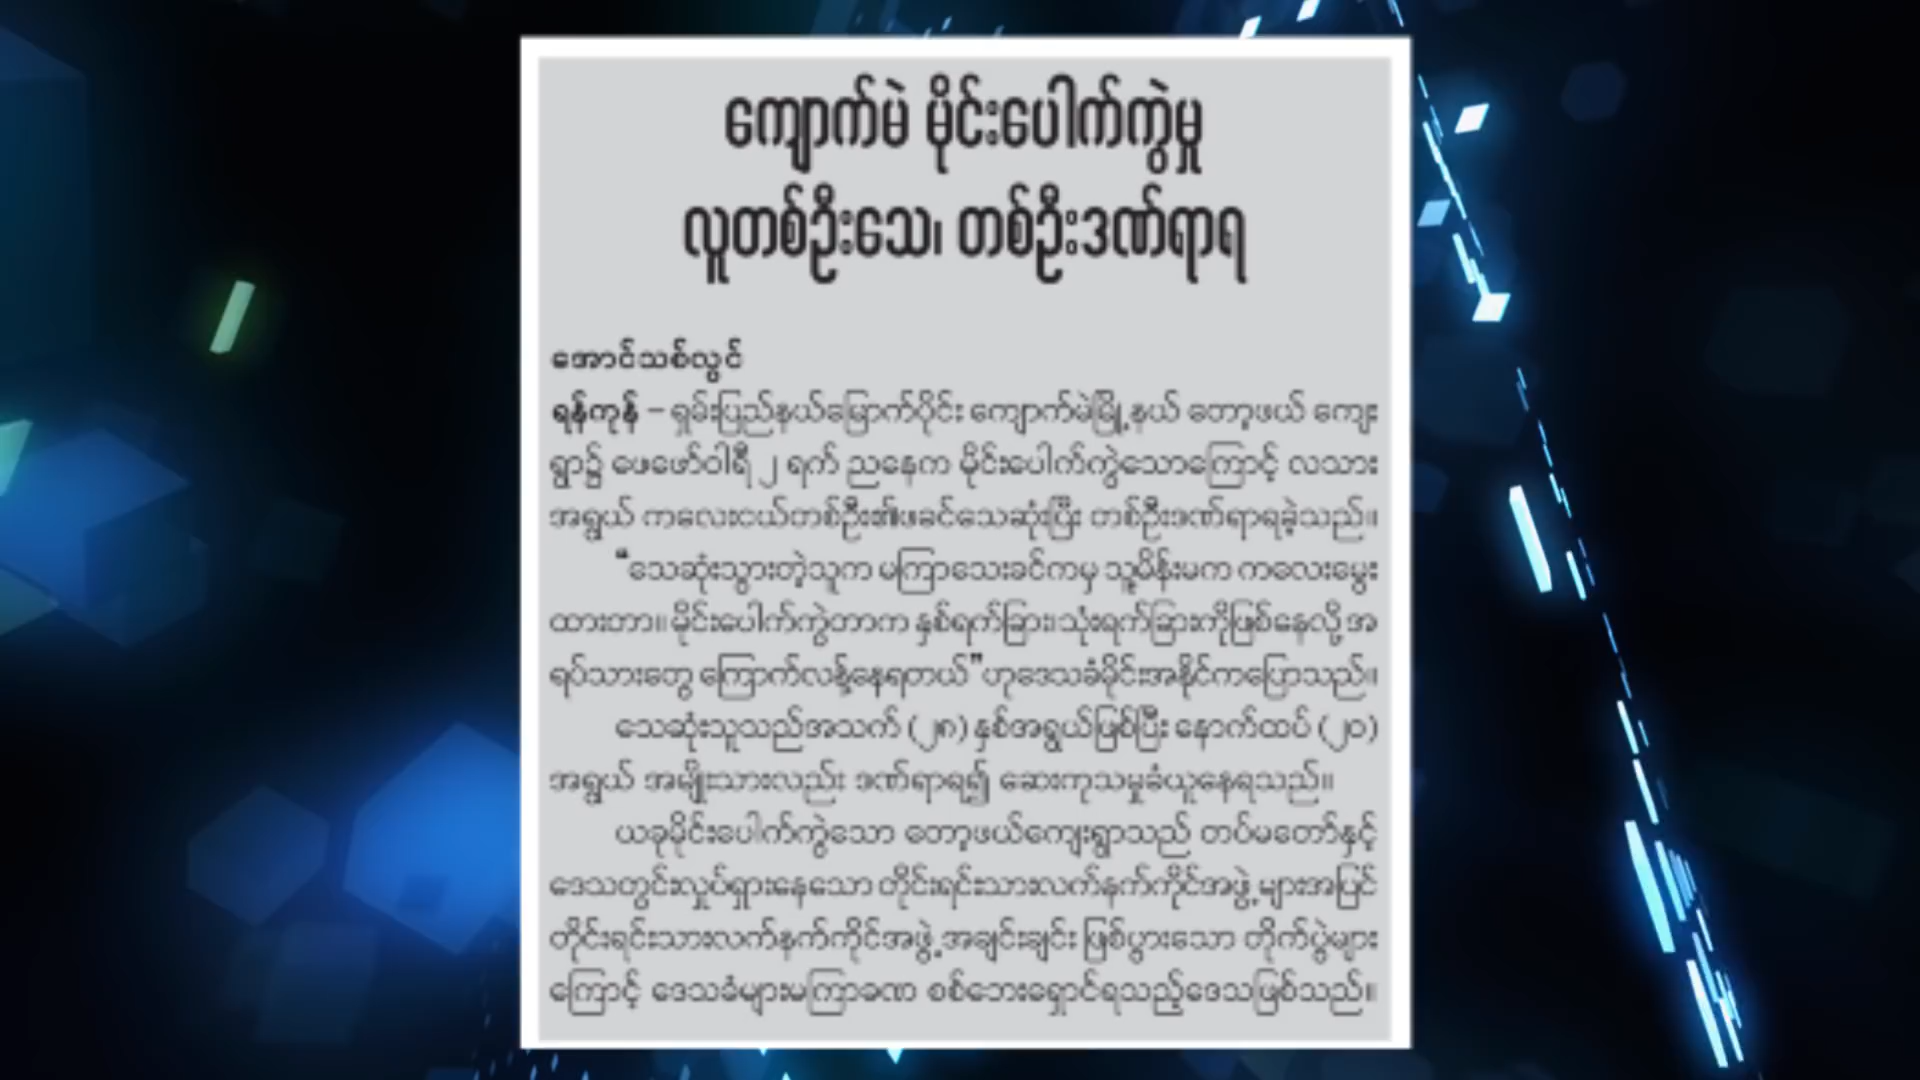 ကျောက်မဲ မိုင်းပေါက်ကွဲမှု
လူတစ်ဦးသေ၊ တစ်ဦးဒဏ်ရာရ
အောင်သစ်လွင်
ရန်ကုန် – ရှမ်းပြည်နယ်မြောက်ပိုင်း ကျောက်မဲမြို့နယ် တော့ဖယ် ကျေး
ရွာ၌ ဖေဖော်ဝါရီ ၂ ရက် ညနေက မိုင်းပေါက်ကွဲသောကြောင့် လသား
အရွယ် ကလေးငယ်တစ်ဦး၏ဖခင်သေဆုံးပြီး တစ်ဦးဒဏ်ရာရခဲ့သည်။
“သေဆုံးသွားတဲ့သူက မကြာသေးခင်ကမှ သူ့မိန်းမက ကလေးမွေး
ထားတာ။ မိုင်းပေါက်ကွဲတာက နှစ်ရက်ခြား၊သုံးရက်ခြားကိုဖြစ်နေလို့ အ
ရပ်သားတွေ ကြောက်လန့်နေရတယ်”ဟုဒေသခံမိုင်းအနိုင်ကပြောသည်။
သေဆုံးသူသည်အသက် (၂၈) နှစ်အရွယ်ဖြစ်ပြီး နောက်ထပ် (၂၀)
အရွယ် အမျိုးသားလည်း ဒဏ်ရာရ၍ ဆေးကုသမှုခံယူနေရသည်။
ယခုမိုင်းပေါက်ကွဲသော တော့ဖယ်ကျေးရွာသည် တပ်မတော်နှင့်
ဒေသတွင်းလှုပ်ရှားနေသော တိုင်းရင်းသားလက်နက်ကိုင်အဖွဲ့များအပြင်
တိုင်းရင်းသားလက်နက်ကိုင်အဖွဲ့ အချင်းချင်း ဖြစ်ပွားသော တိုက်ပွဲများ
ကြောင့် ဒေသခံများမကြာခဏ စစ်ဘေးရှောင်ရသည့်ဒေသဖြစ်သည်။